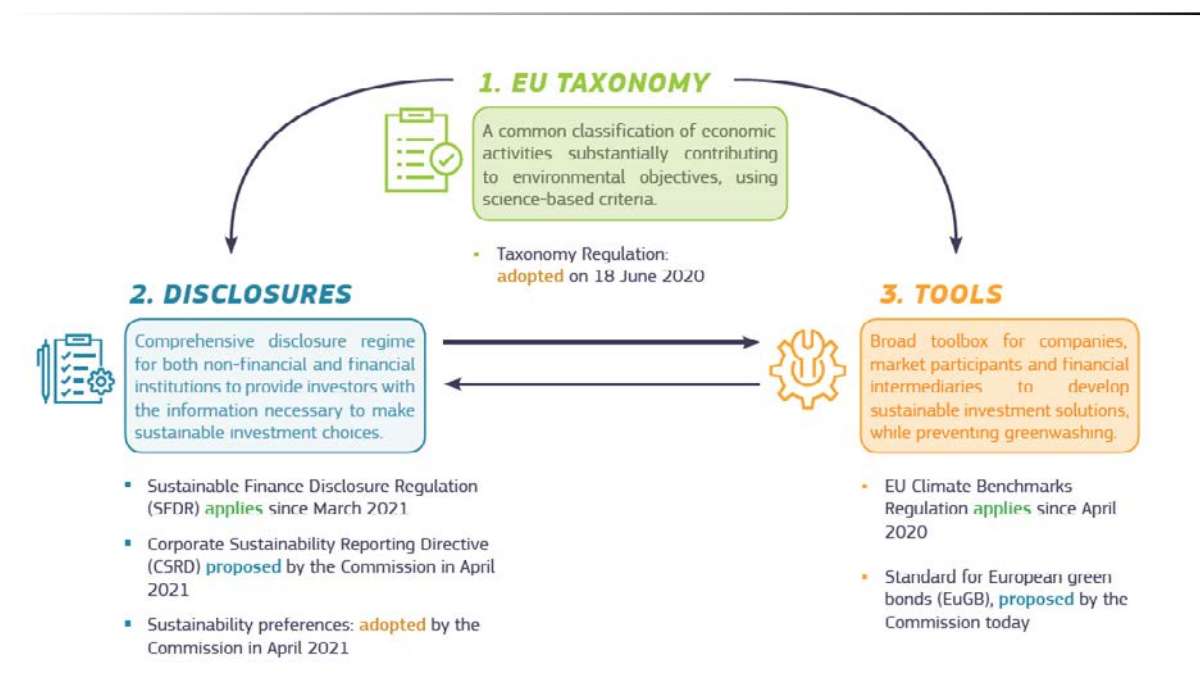 1. EU TAXONOMY
A common classification of economic
activities substantially contributing
to environmental objectives, using
science-based criteria.
▪ Taxonomy Regulation:
adopted on 18 June 2020
2. DISCLOSURES
Comprehensive disclosure regime
for both non-financial and financial
institutions to provide investors with
the information necessary to make
sustainable investment choices.
▪ Sustainable Finance Disclosure Regulation
(SFDR) applies since March 2021
▪ Corporate Sustainability Reporting Directive
(CSRD) proposed by the Commission in April
2021
▪ Sustainability preferences: adopted by the
Commission in April 2021
3. TOOLS
Broad toolbox for companies,
market participants and financial
intermediaries to develop
sustainable investment solutions,
while preventing greenwashing.
▪ EU Climate Benchmarks
Regulation applies since April
2020
▪ Standard for European green
bonds (EuGB), proposed by the
Commission today